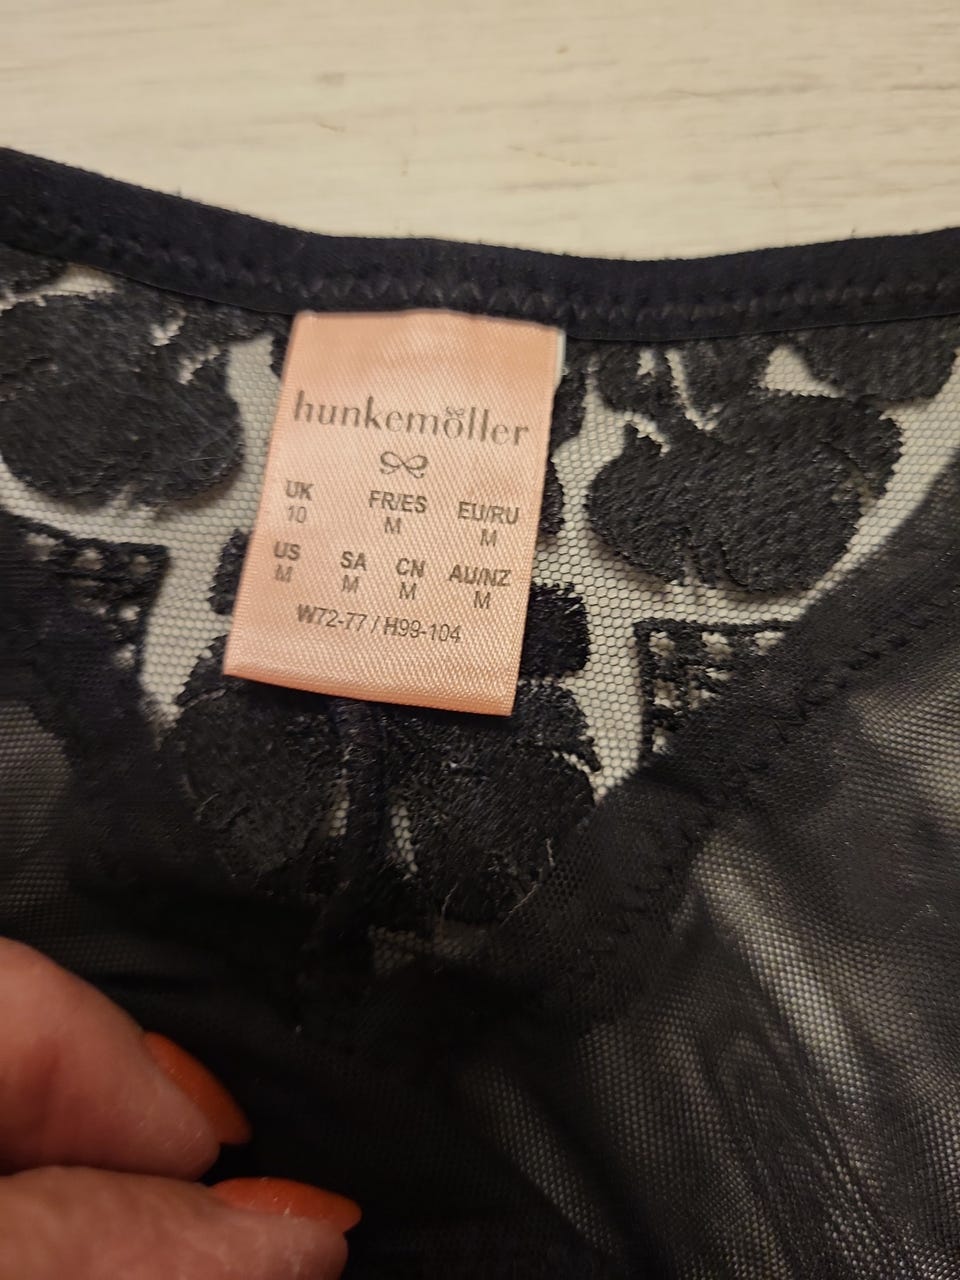 hunkemöller
UK FR/ES EU/RU
10 M M
US SA CN AU/NZ
M M M M
W72-77 / H99-104